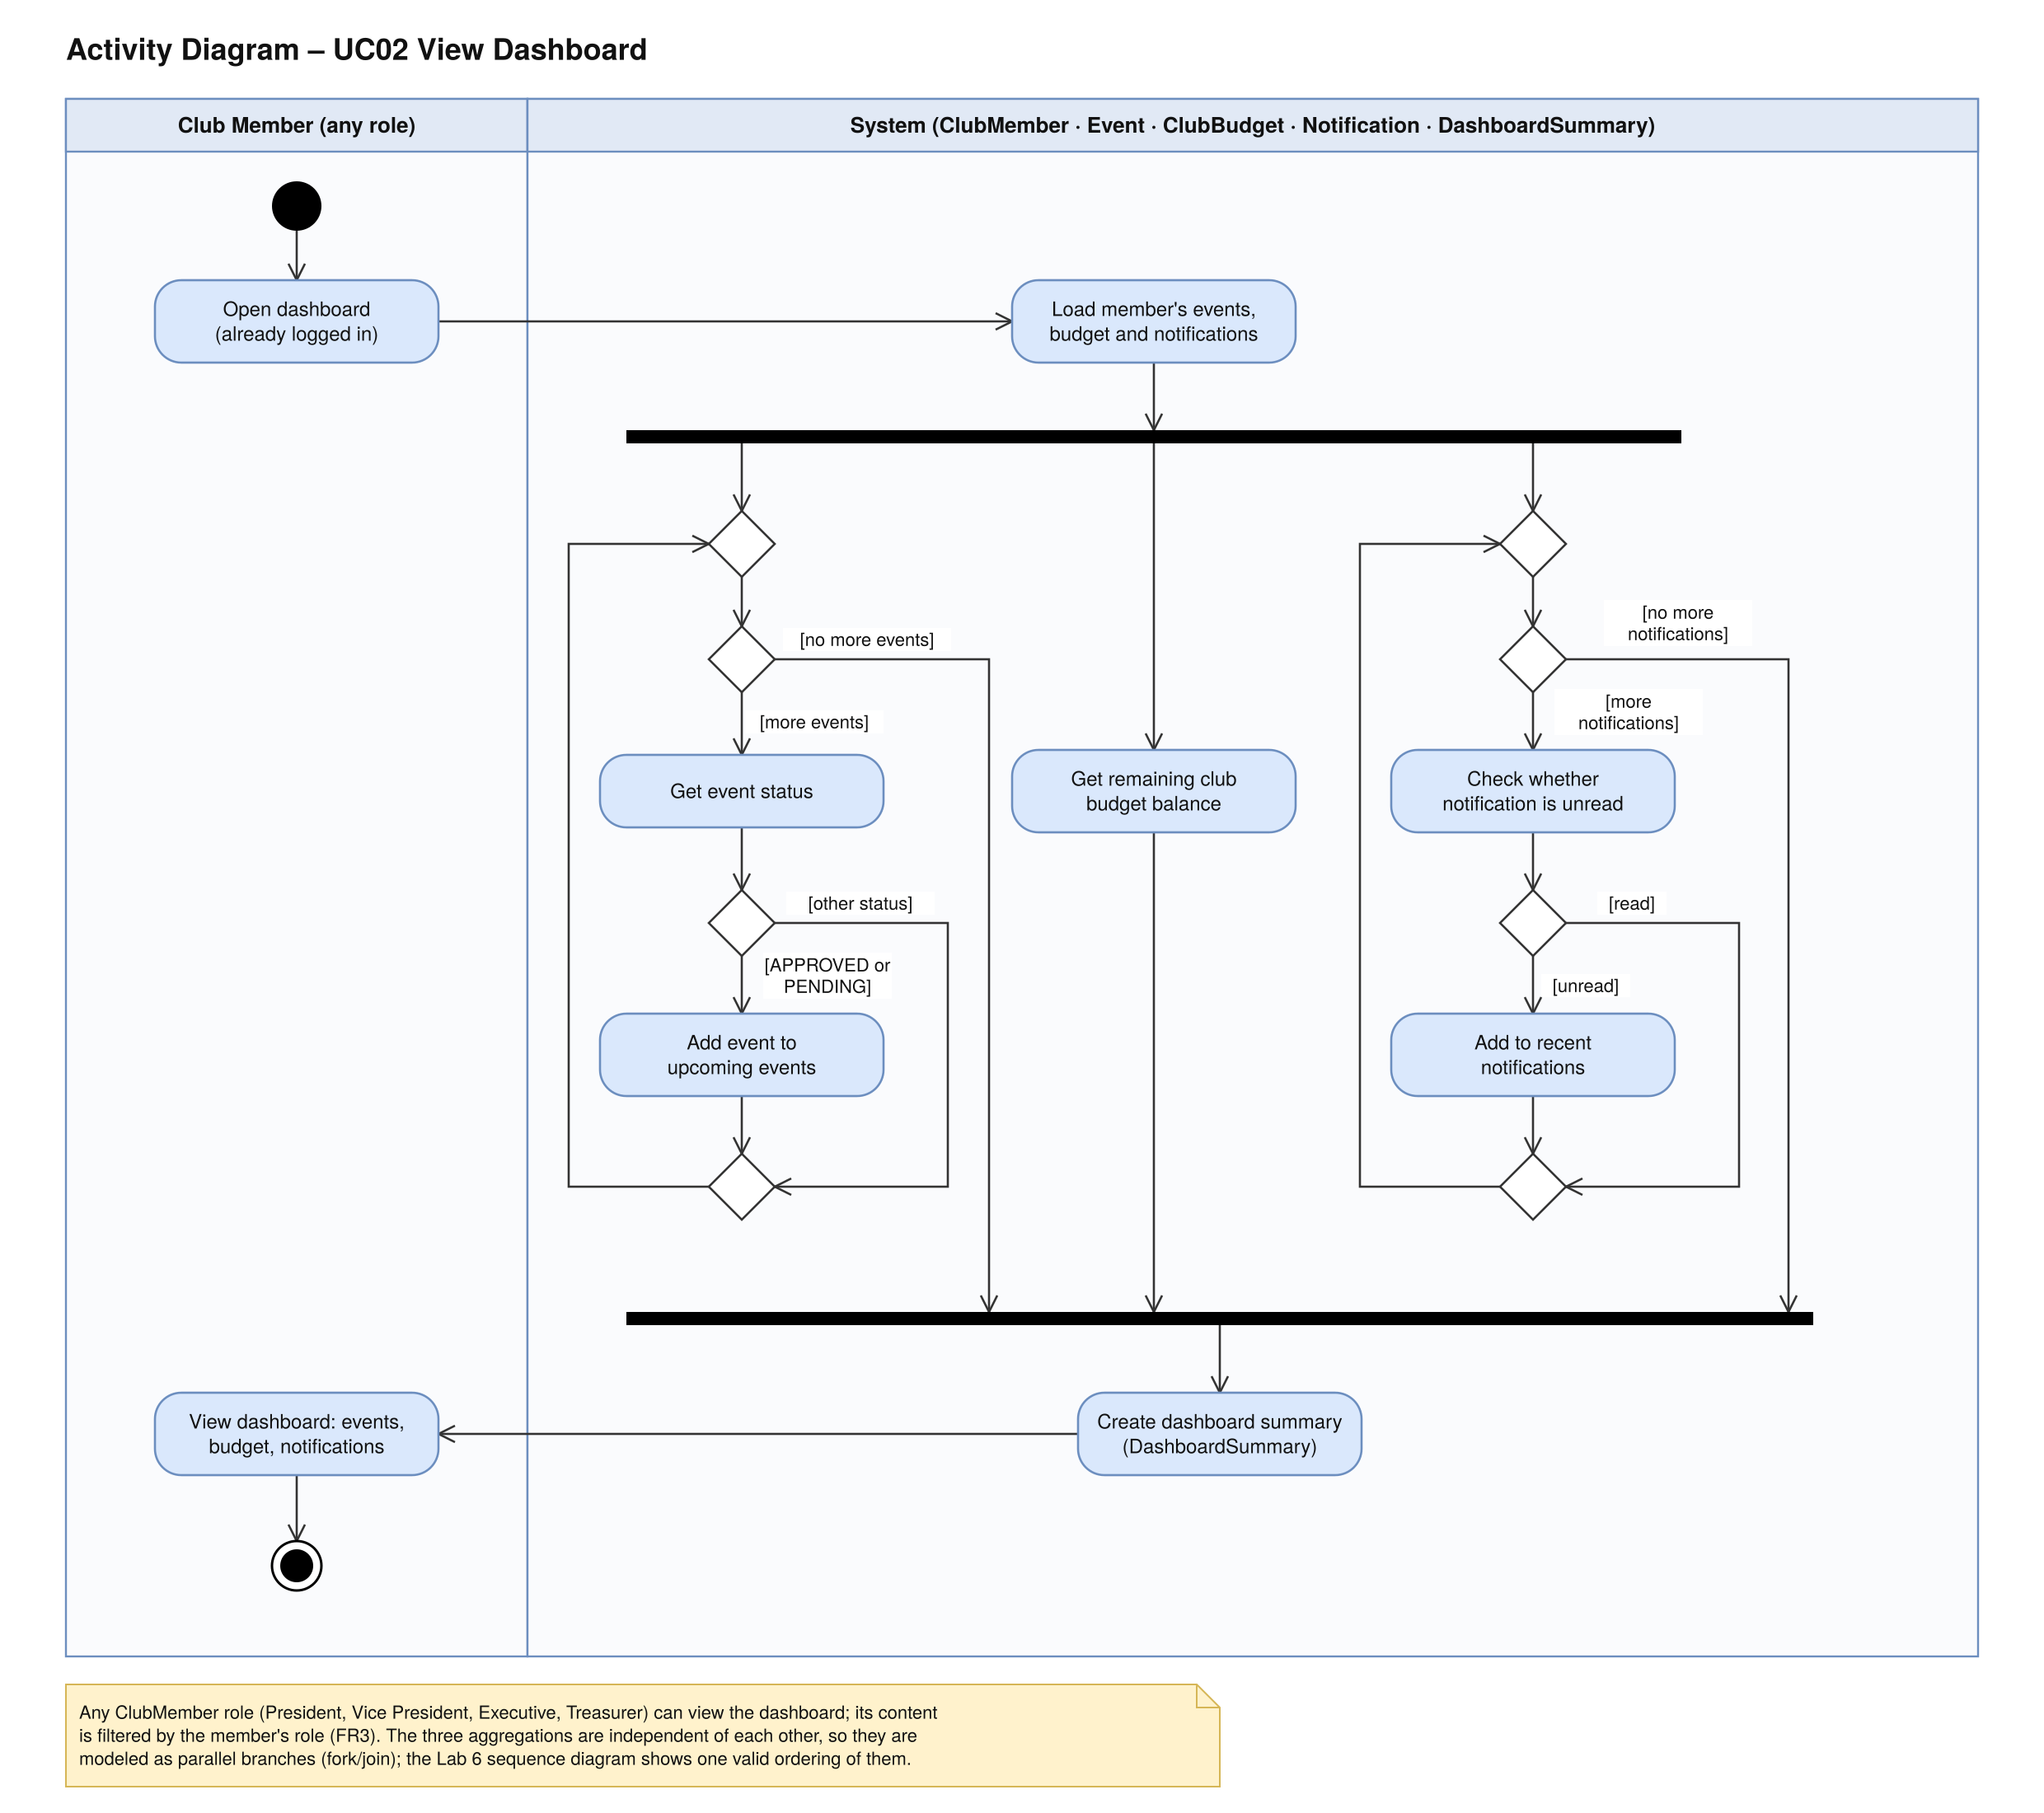 Activity Diagram – UC02 View Dashboard
Club Member (any role)
System (ClubMember · Event · ClubBudget · Notification · DashboardSummary)
Open dashboard
(already logged in)
Load member's events,
budget and notifications
[no more events]
[no more
notifications]
[more events]
[more
notifications]
Get event status
Get remaining club
budget balance
Check whether
notification is unread
[other status]
[read]
[APPROVED or
PENDING]
[unread]
Add event to
upcoming events
Add to recent
notifications
View dashboard: events,
budget, notifications
Create dashboard summary
(DashboardSummary)
Any ClubMember role (President, Vice President, Executive, Treasurer) can view the dashboard; its content
is filtered by the member's role (FR3). The three aggregations are independent of each other, so they are
modeled as parallel branches (fork/join); the Lab 6 sequence diagram shows one valid ordering of them.